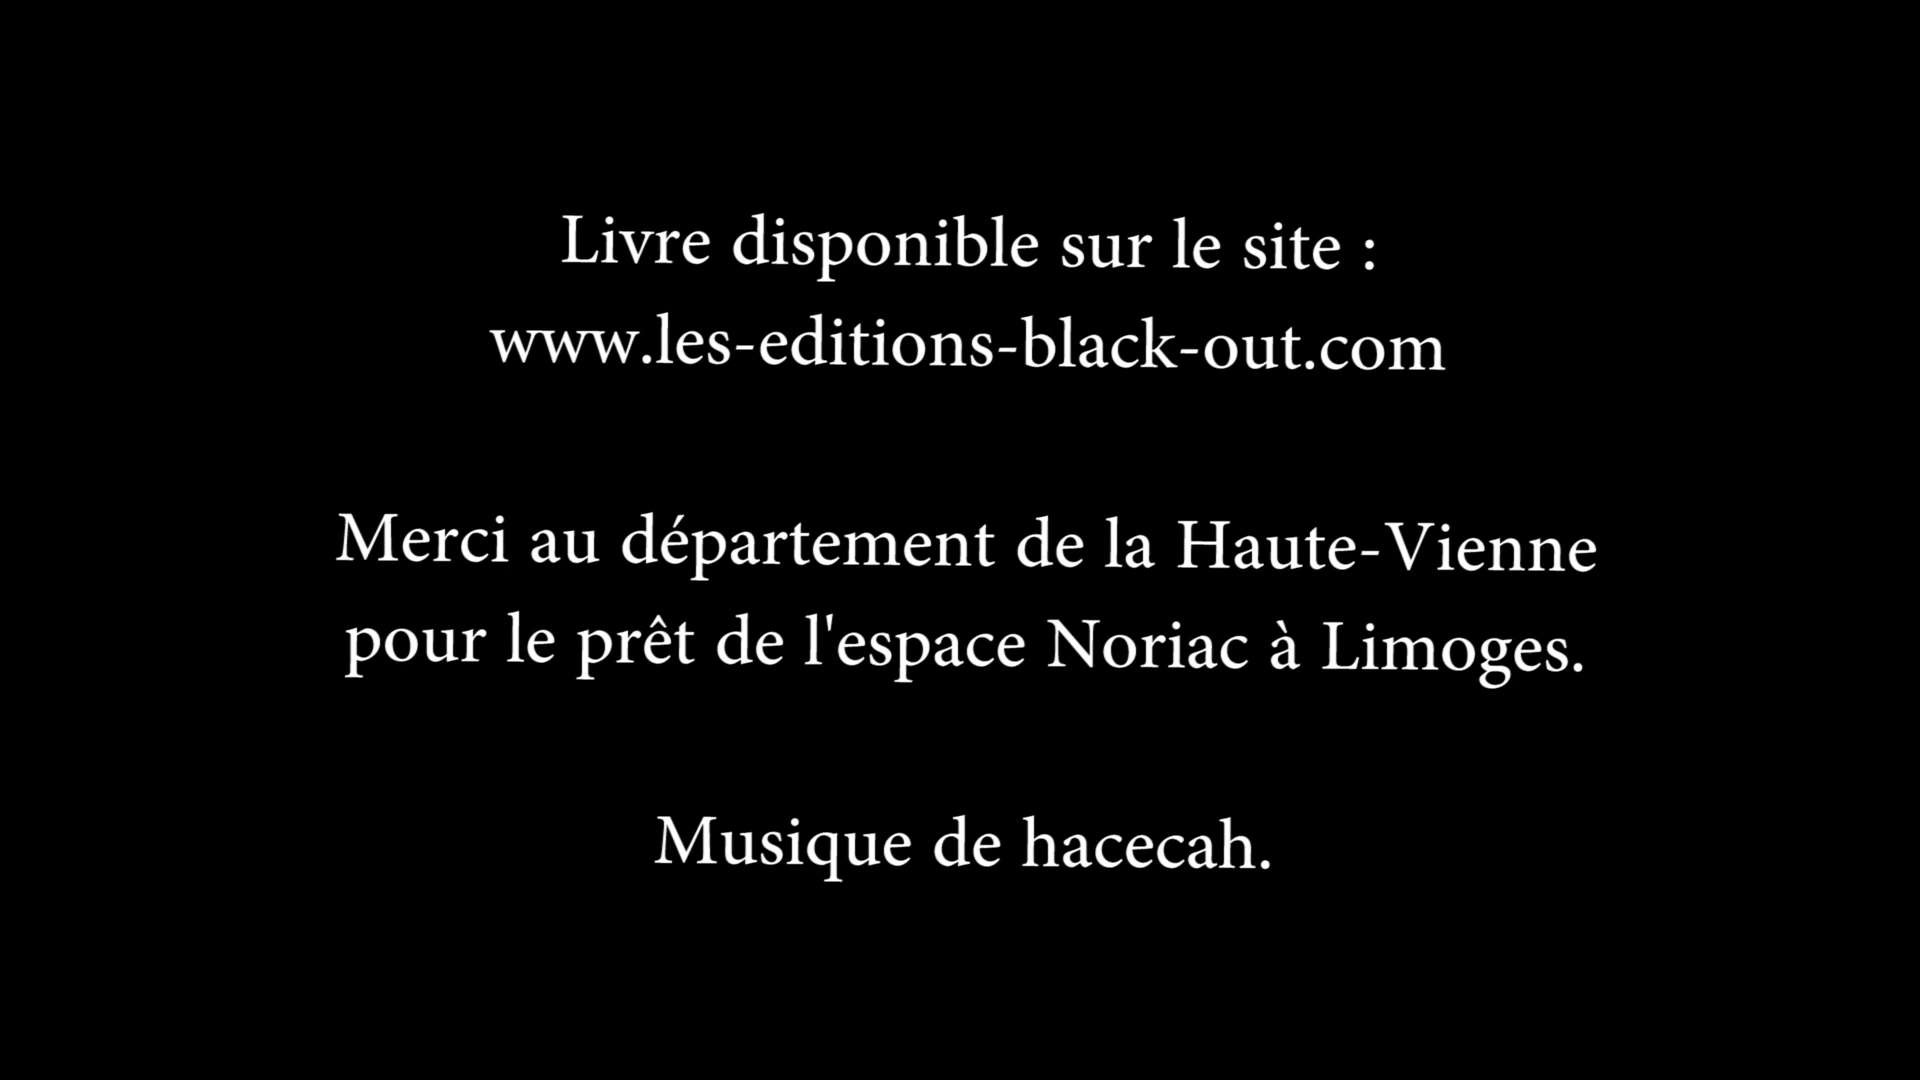 Livre disponible sur le site :
www.les-editions-black-out.com
Merci au département de la Haute-Vienne
pour le prêt de l'espace Noriac à Limoges.
Musique de hacecah.